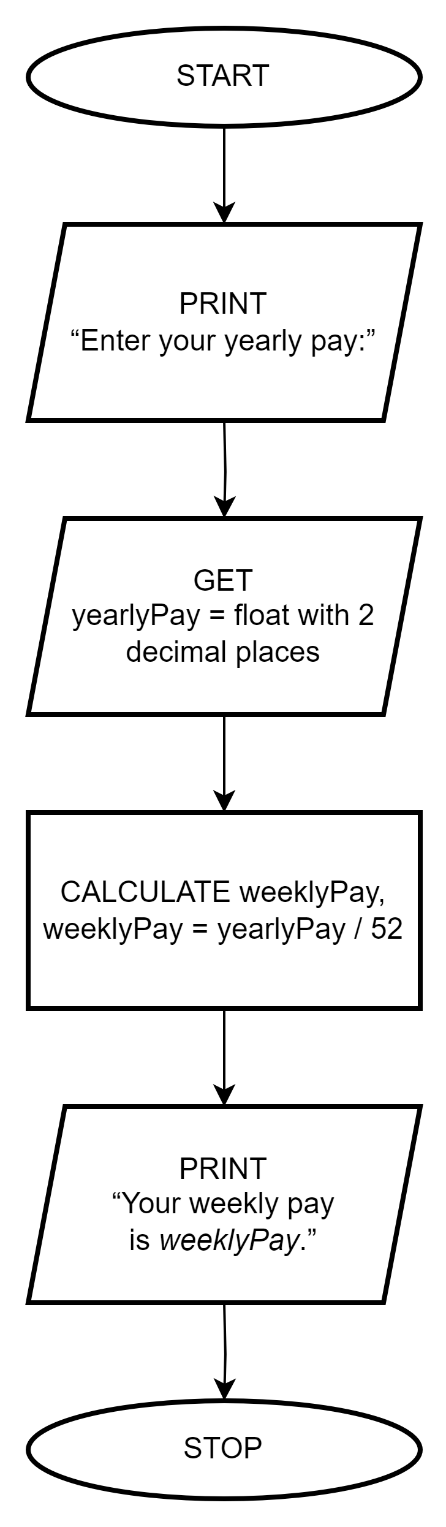 START
PRINT
“Enter your yearly pay:”
GET
yearlyPay = float with 2
decimal places
CALCULATE weeklyPay,
weeklyPay = yearlyPay / 52
PRINT
“Your weekly pay
is weeklyPay.”
STOP